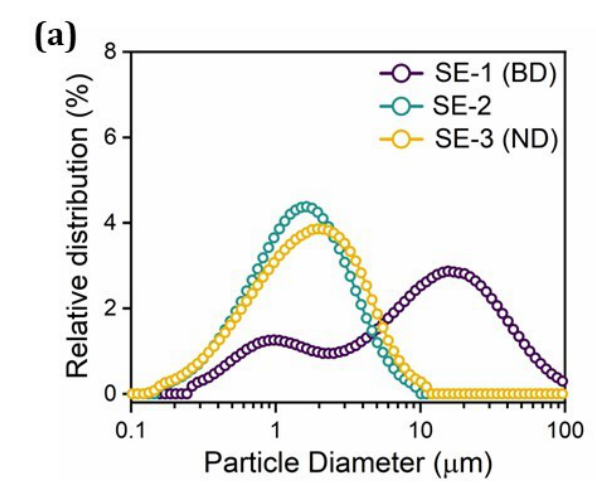 (a)
8
6
4
2
0
Relative distribution (%)
SE-1 (BD)
SE-2
SE-3 (ND)
0.1
1
10
100
Particle Diameter (μm)